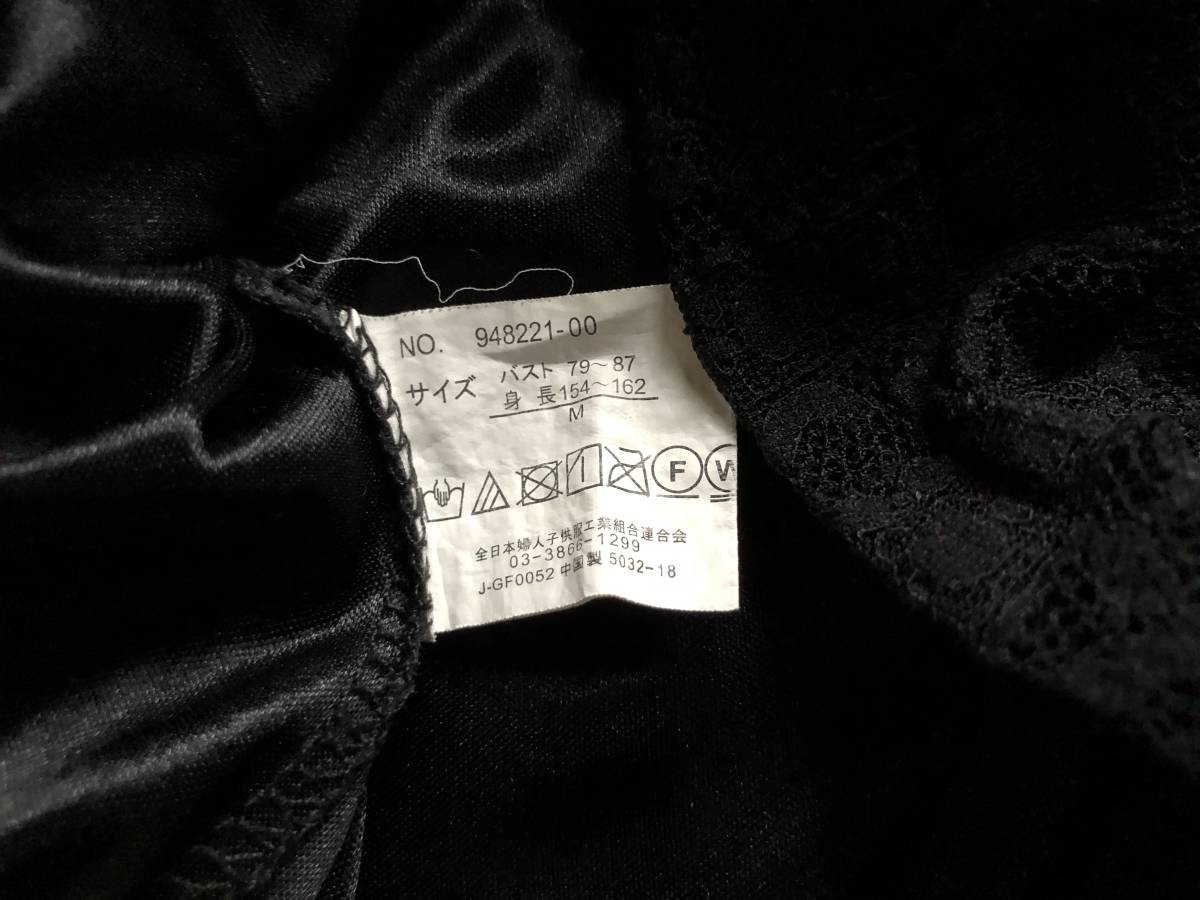 NO. 948221-00
サイズ バスト 79～87
身長154～162
M
F W
全日本婦人子供服工業組合連合会
03-3866-1299
J-GF0052 中国製 5032-18